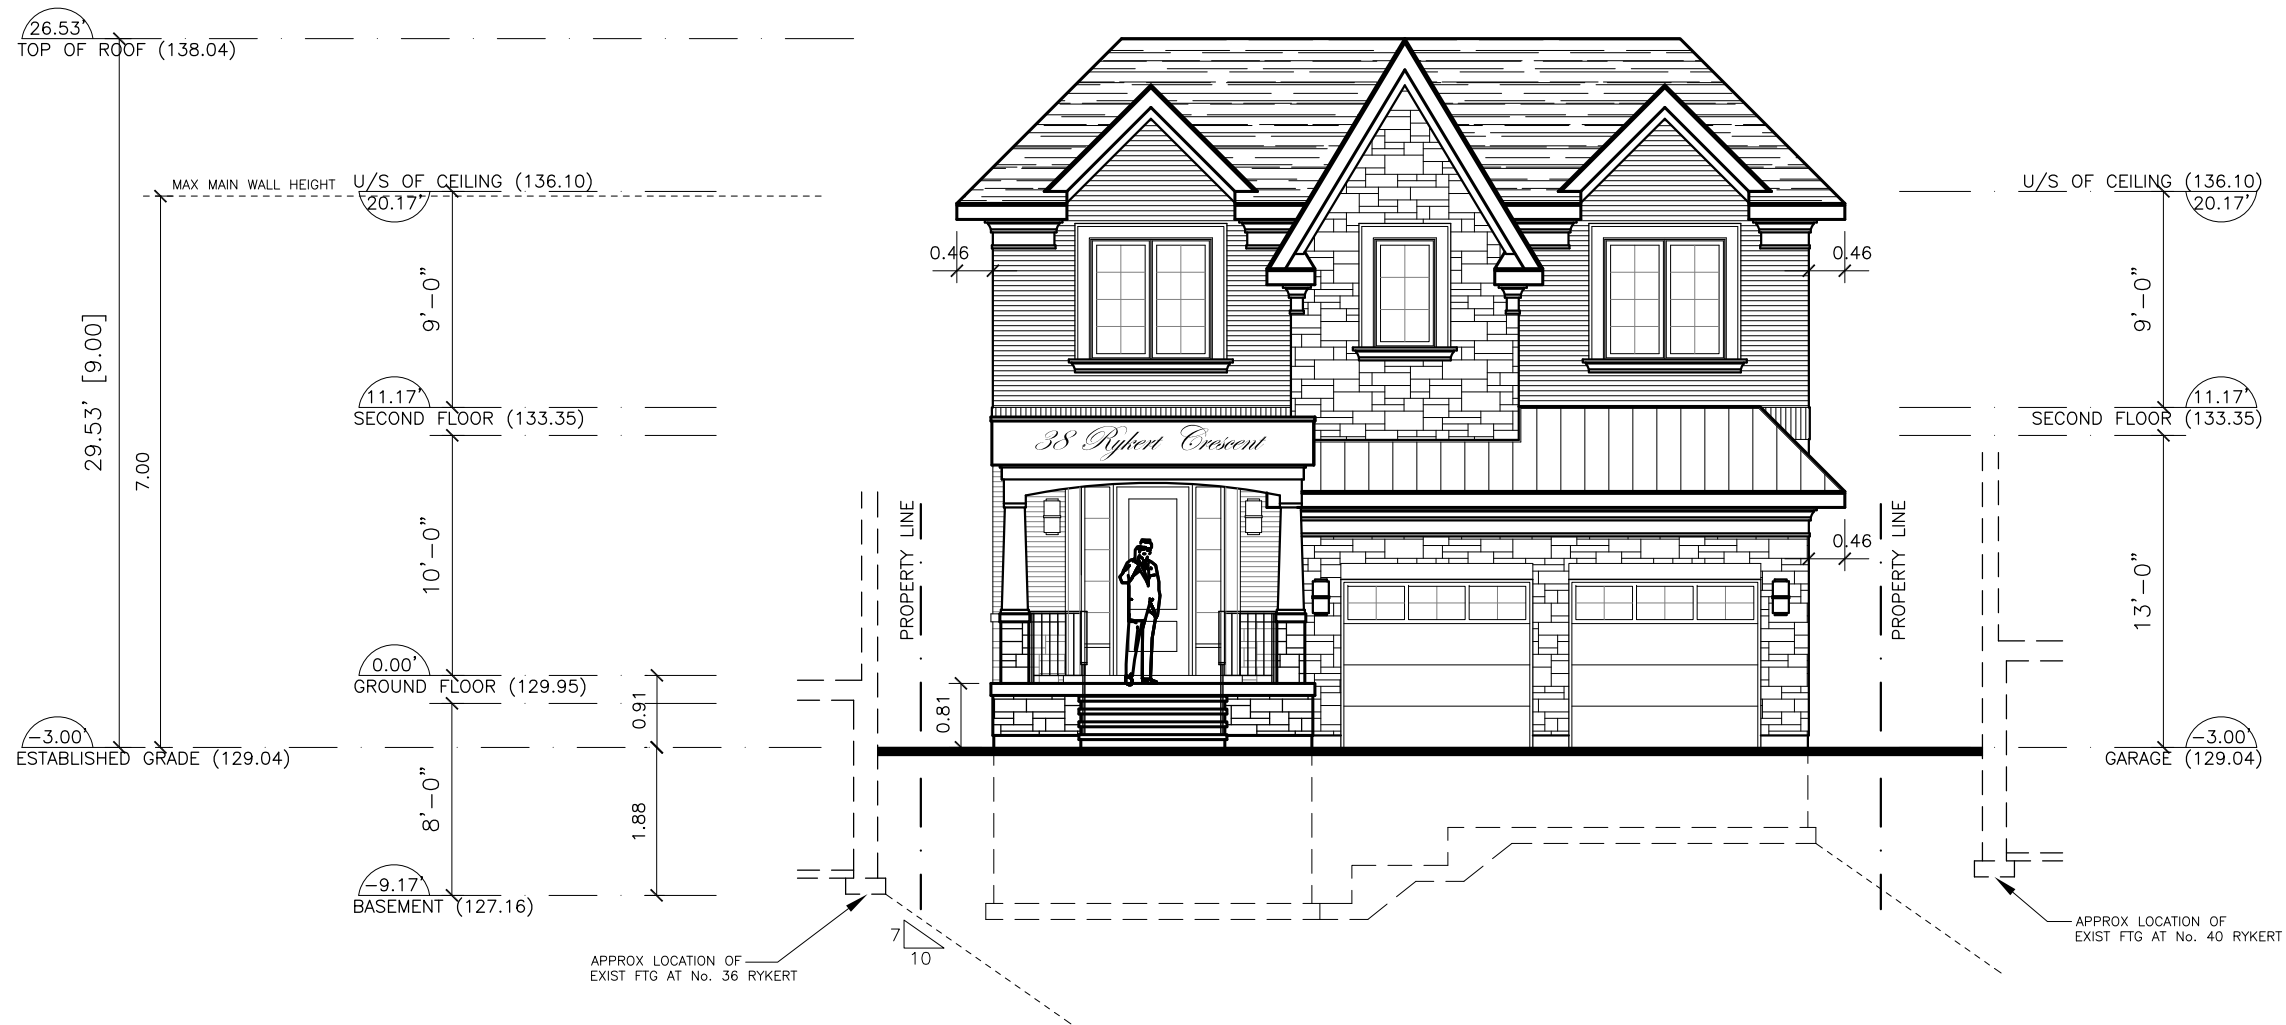 26.53'
TOP OF ROOF (138.04)
MAX MAIN WALL HEIGHT
U/S OF CEILING (136.10)
20.17'
U/S OF CEILING (136.10)
20.17'
0.46
0.46
9'-0"
9'-0"
29.53' [9.00]
7.00
11.17'
SECOND FLOOR (133.35)
11.17'
SECOND FLOOR (133.35)
38 Rykert Crescent
PROPERTY LINE
PROPERTY LINE
0.46
10'-0"
13'-0"
0.00'
GROUND FLOOR (129.95)
0.91
0.81
-3.00'
ESTABLISHED GRADE (129.04)
-3.00'
GARAGE (129.04)
8'-0"
1.88
-9.17'
BASEMENT (127.16)
7
10
APPROX LOCATION OF
EXIST FTG AT No. 36 RYKERT
APPROX LOCATION OF
EXIST FTG AT No. 40 RYKERT